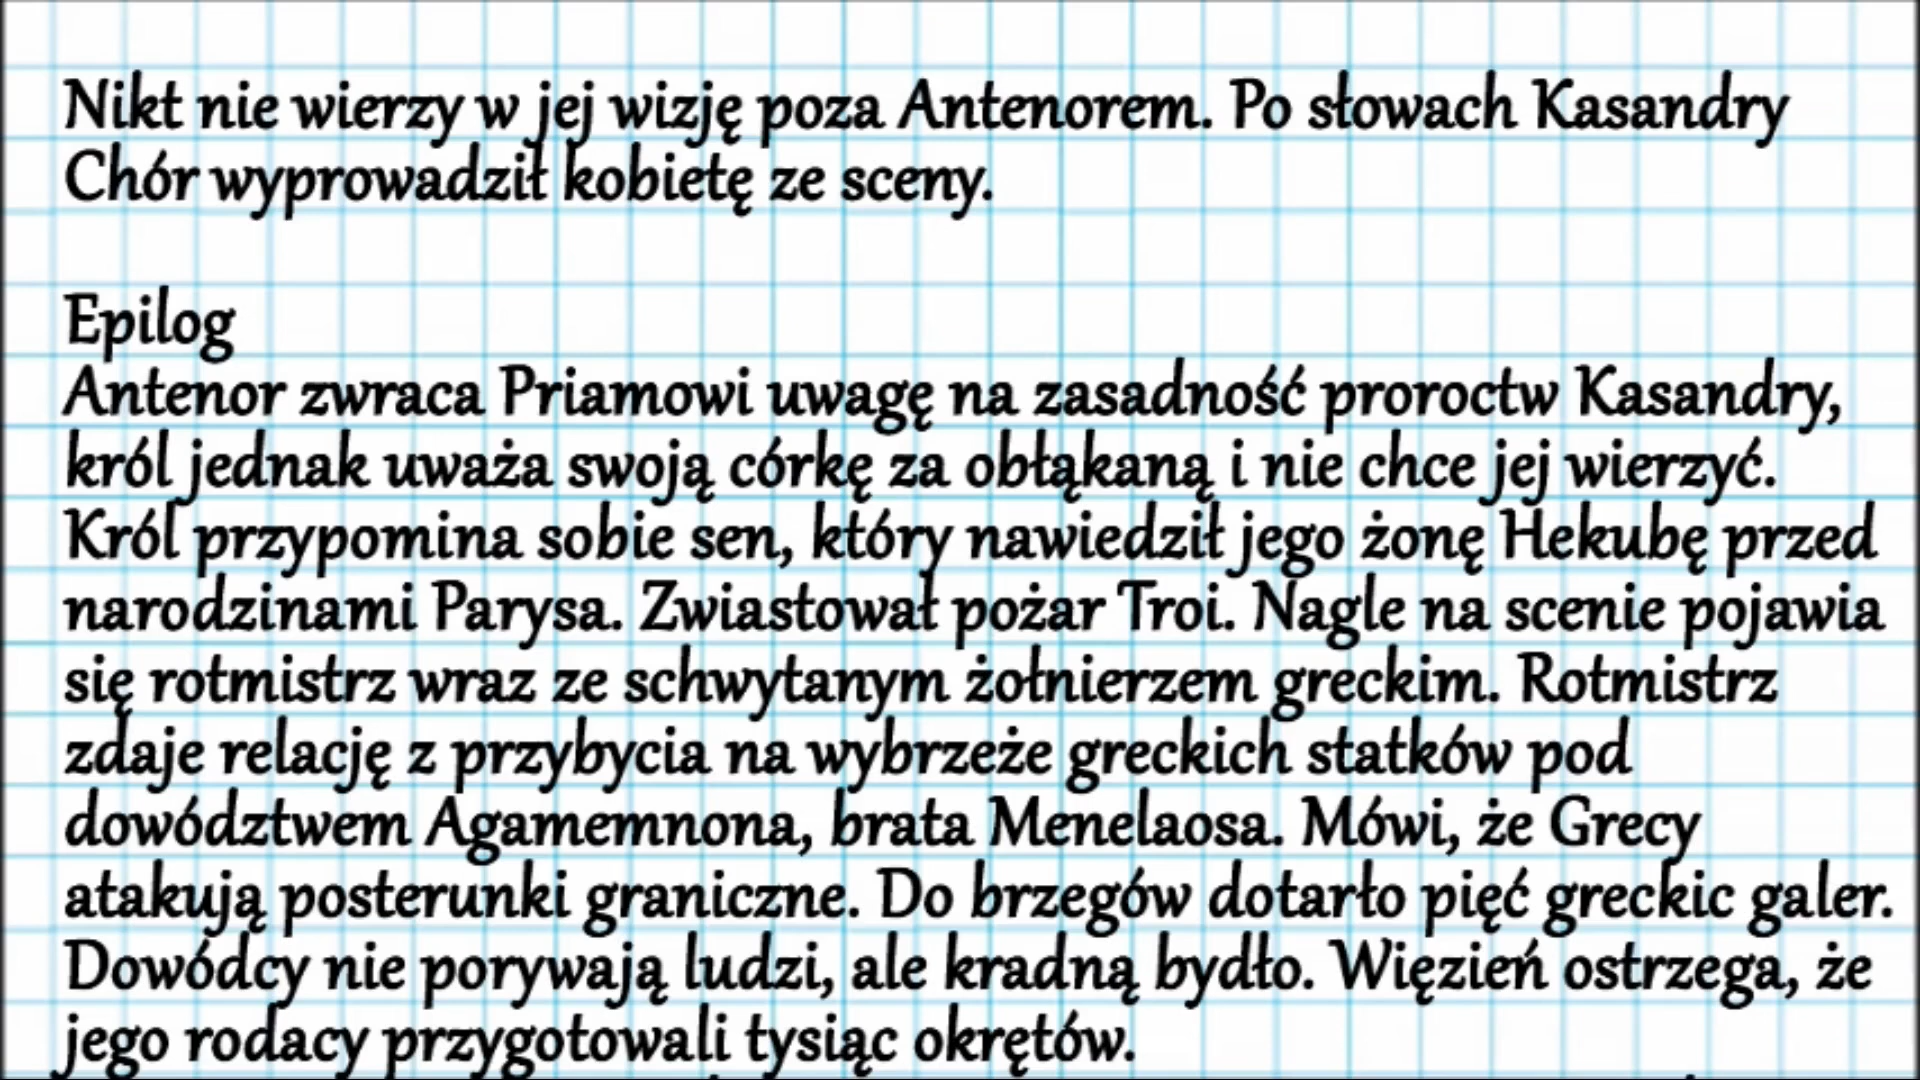 Nikt nie wierzy w jej wizję poza Antenorem. Po słowach Kasandry
Chór wyprowadził kobietę ze sceny.
Epilog
Antenor zwraca Priamowi uwagę na zasadność proroctw Kasandry,
król jednak uważa swoją córkę za obłąkaną i nie chce jej wierzyć.
Król przypomina sobie sen, który nawiedził jego żonę Hekubę przed
narodzinami Parysa. Zwiastował pożar Troi. Nagle na scenie pojawia
się rotmistrz wraz ze schwytanym żołnierzem greckim. Rotmistrz
zdaje relację z przybycia na wybrzeże greckich statków pod
dowództwem Agamemnona, brata Menelaosa. Mówi, że Grecy
atakują posterunki graniczne. Do brzegów dotarło pięć greckic galer.
Dowódcy nie porywają ludzi, ale kradną bydło. Więzień ostrzega, że
jego rodacy przygotowali tysiąc okrętów.